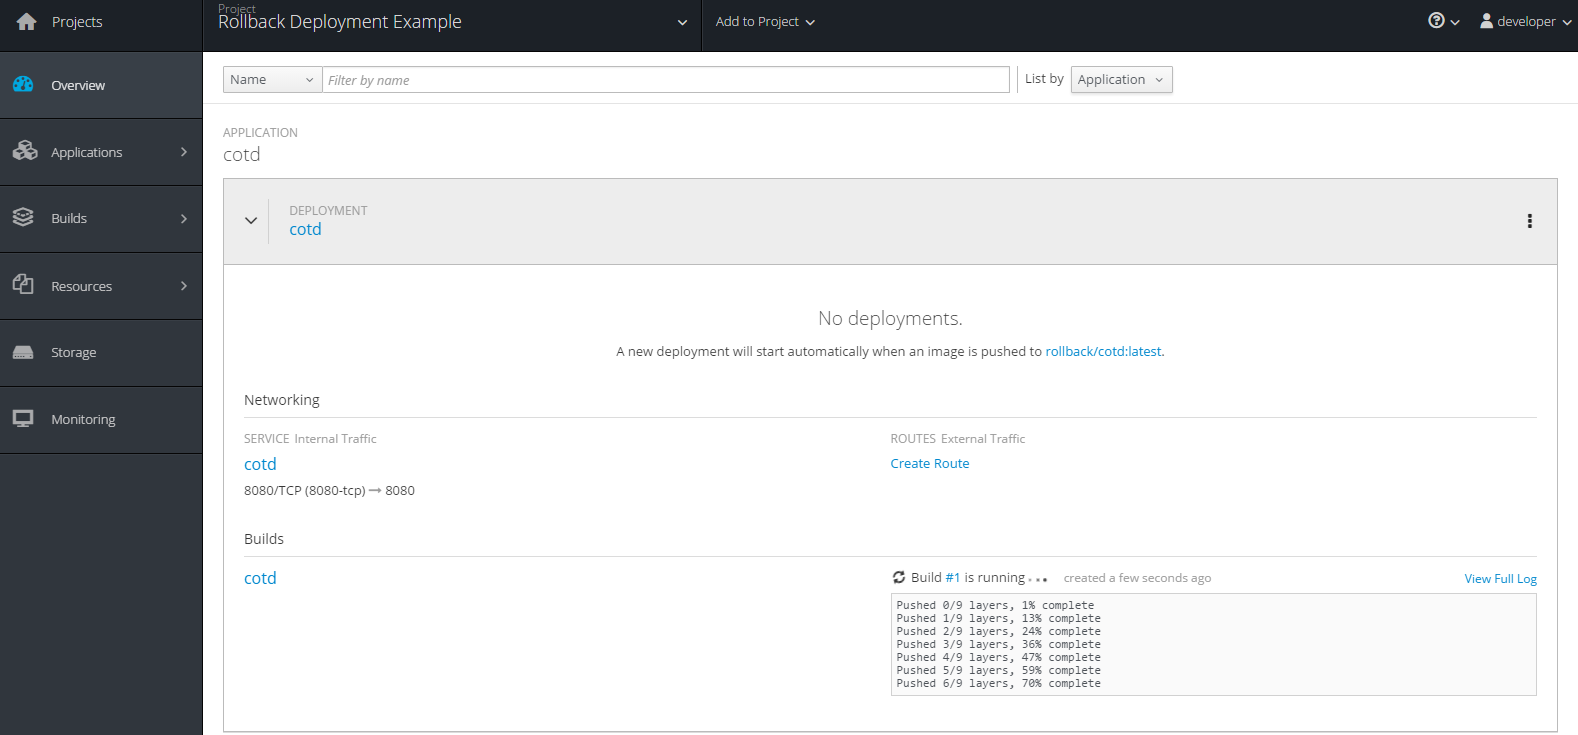 Projects
Project
Rollback Deployment Example
Add to Project
developer
Overview
Applications
Builds
Resources
Storage
Monitoring
Name
Filter by name
List by
Application
APPLICATION
cotd
DEPLOYMENT
cotd
No deployments.
A new deployment will start automatically when an image is pushed to rollback/cotd:latest.
Networking
SERVICE Internal Traffic
cotd
8080/TCP (8080-tcp) → 8080
ROUTES External Traffic
Create Route
Builds
cotd
Build #1 is running... created a few seconds ago
View Full Log
Pushed 0/9 layers, 1% complete
Pushed 1/9 layers, 13% complete
Pushed 2/9 layers, 24% complete
Pushed 3/9 layers, 36% complete
Pushed 4/9 layers, 47% complete
Pushed 5/9 layers, 59% complete
Pushed 6/9 layers, 70% complete